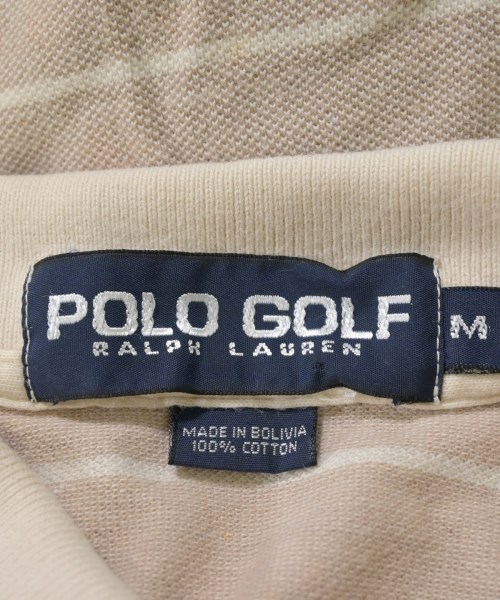 POLO GOLF
RALPH LAUREN
M
MADE IN BOLIVIA
100% COTTON